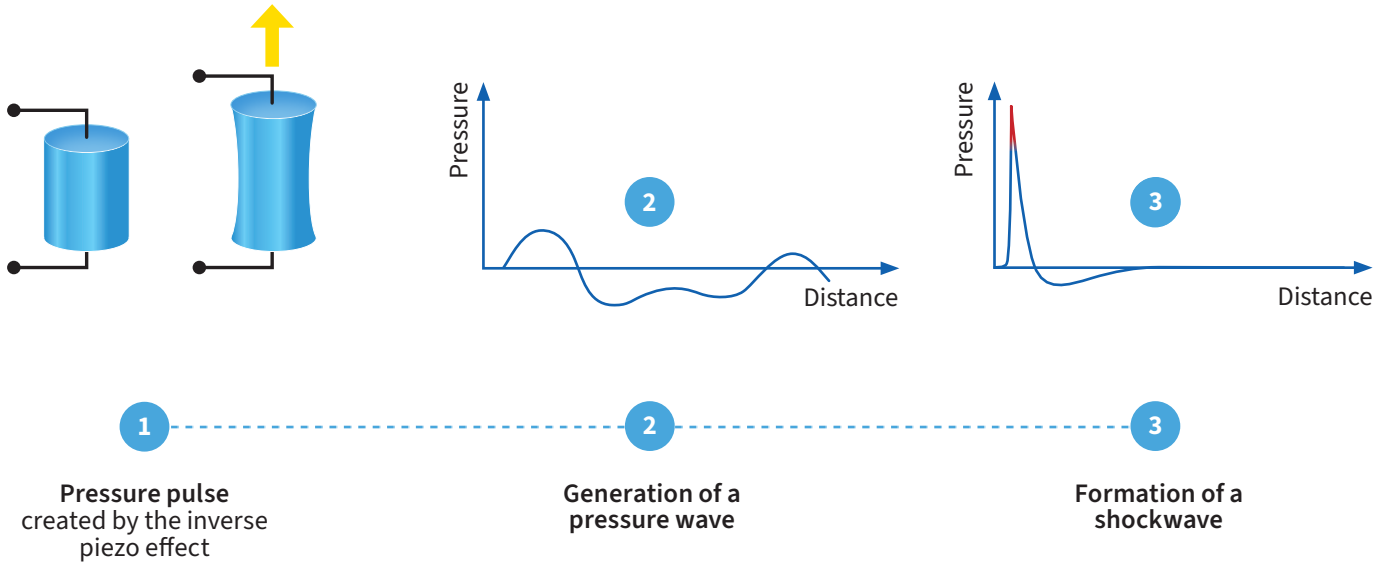 Pressure
2
Distance
Pressure
3
Distance
1
2
3
Pressure pulse
created by the inverse
piezo effect
Generation of a
pressure wave
Formation of a
shockwave